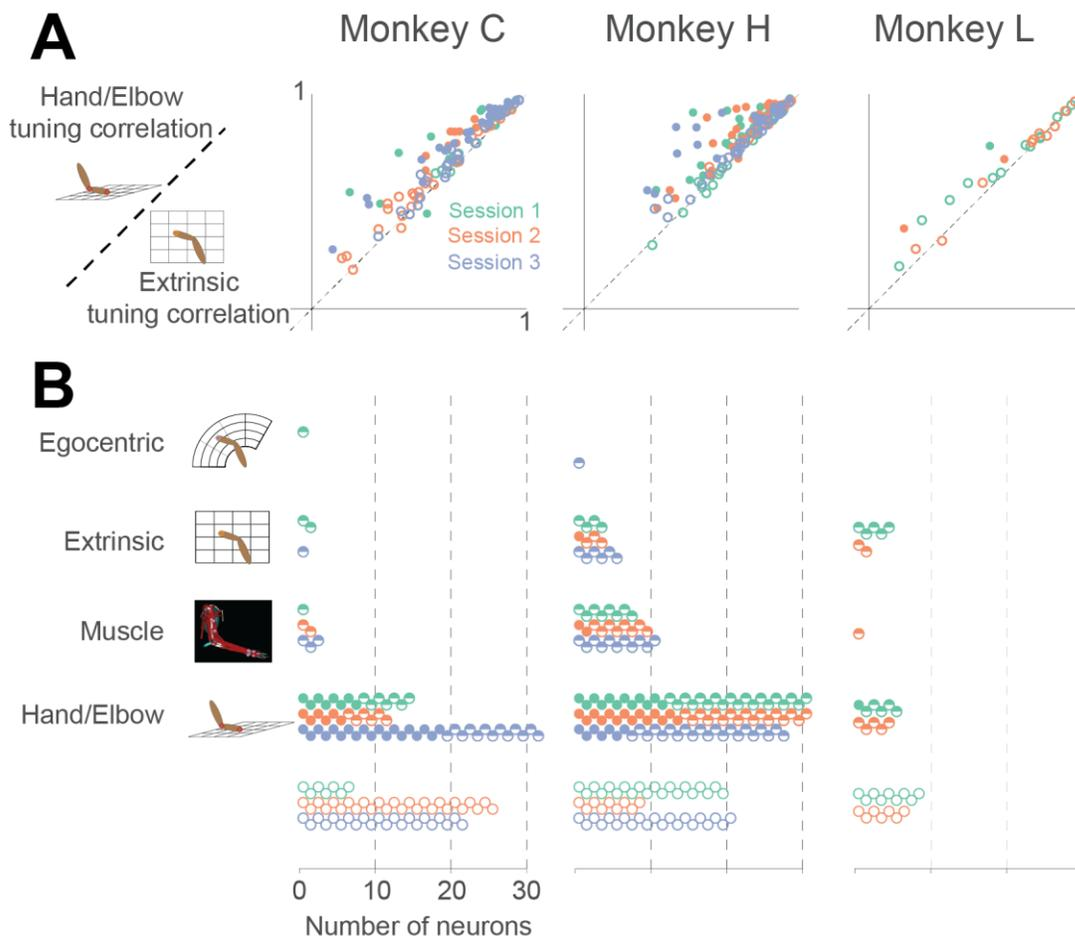 A
Monkey C
Monkey H
Monkey L
Hand/Elbow
tuning correlation
1
Session 1
Session 2
Session 3
Extrinsic
tuning correlation
1
B
Egocentric
Extrinsic
Muscle
Hand/Elbow
0 10 20 30
Number of neurons